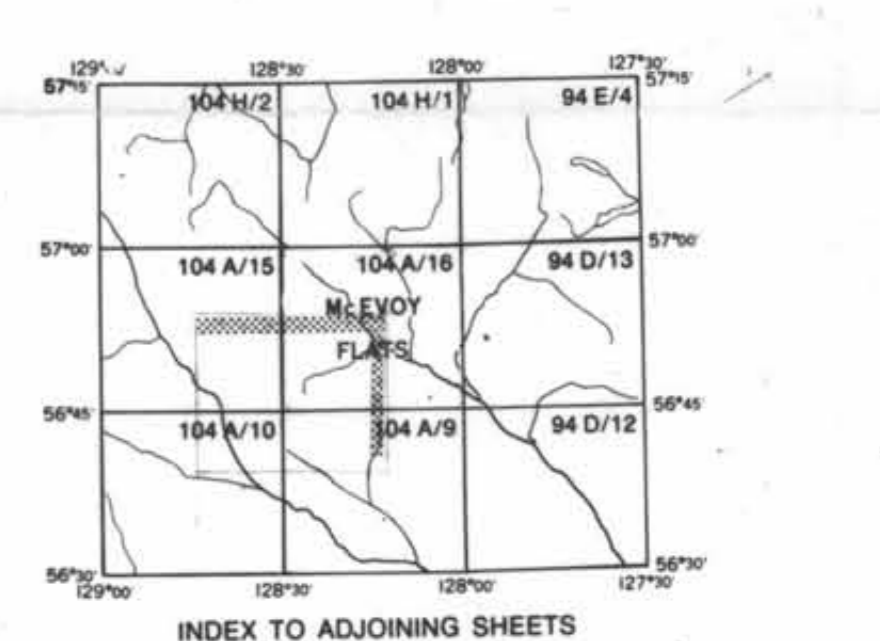 128°30' 128°00' 127°30'
57°15' 57°15'
104 H/2 104 H/1 94 E/4
57°00' 57°00'
104 A/15 104 A/16 94 D/13
McEVOY
FLATS
56°45' 56°45'
104 A/10 104 A/9 94 D/12
56°30' 56°30'
129°00' 128°30' 128°00' 127°30'
INDEX TO ADJOINING SHEETS